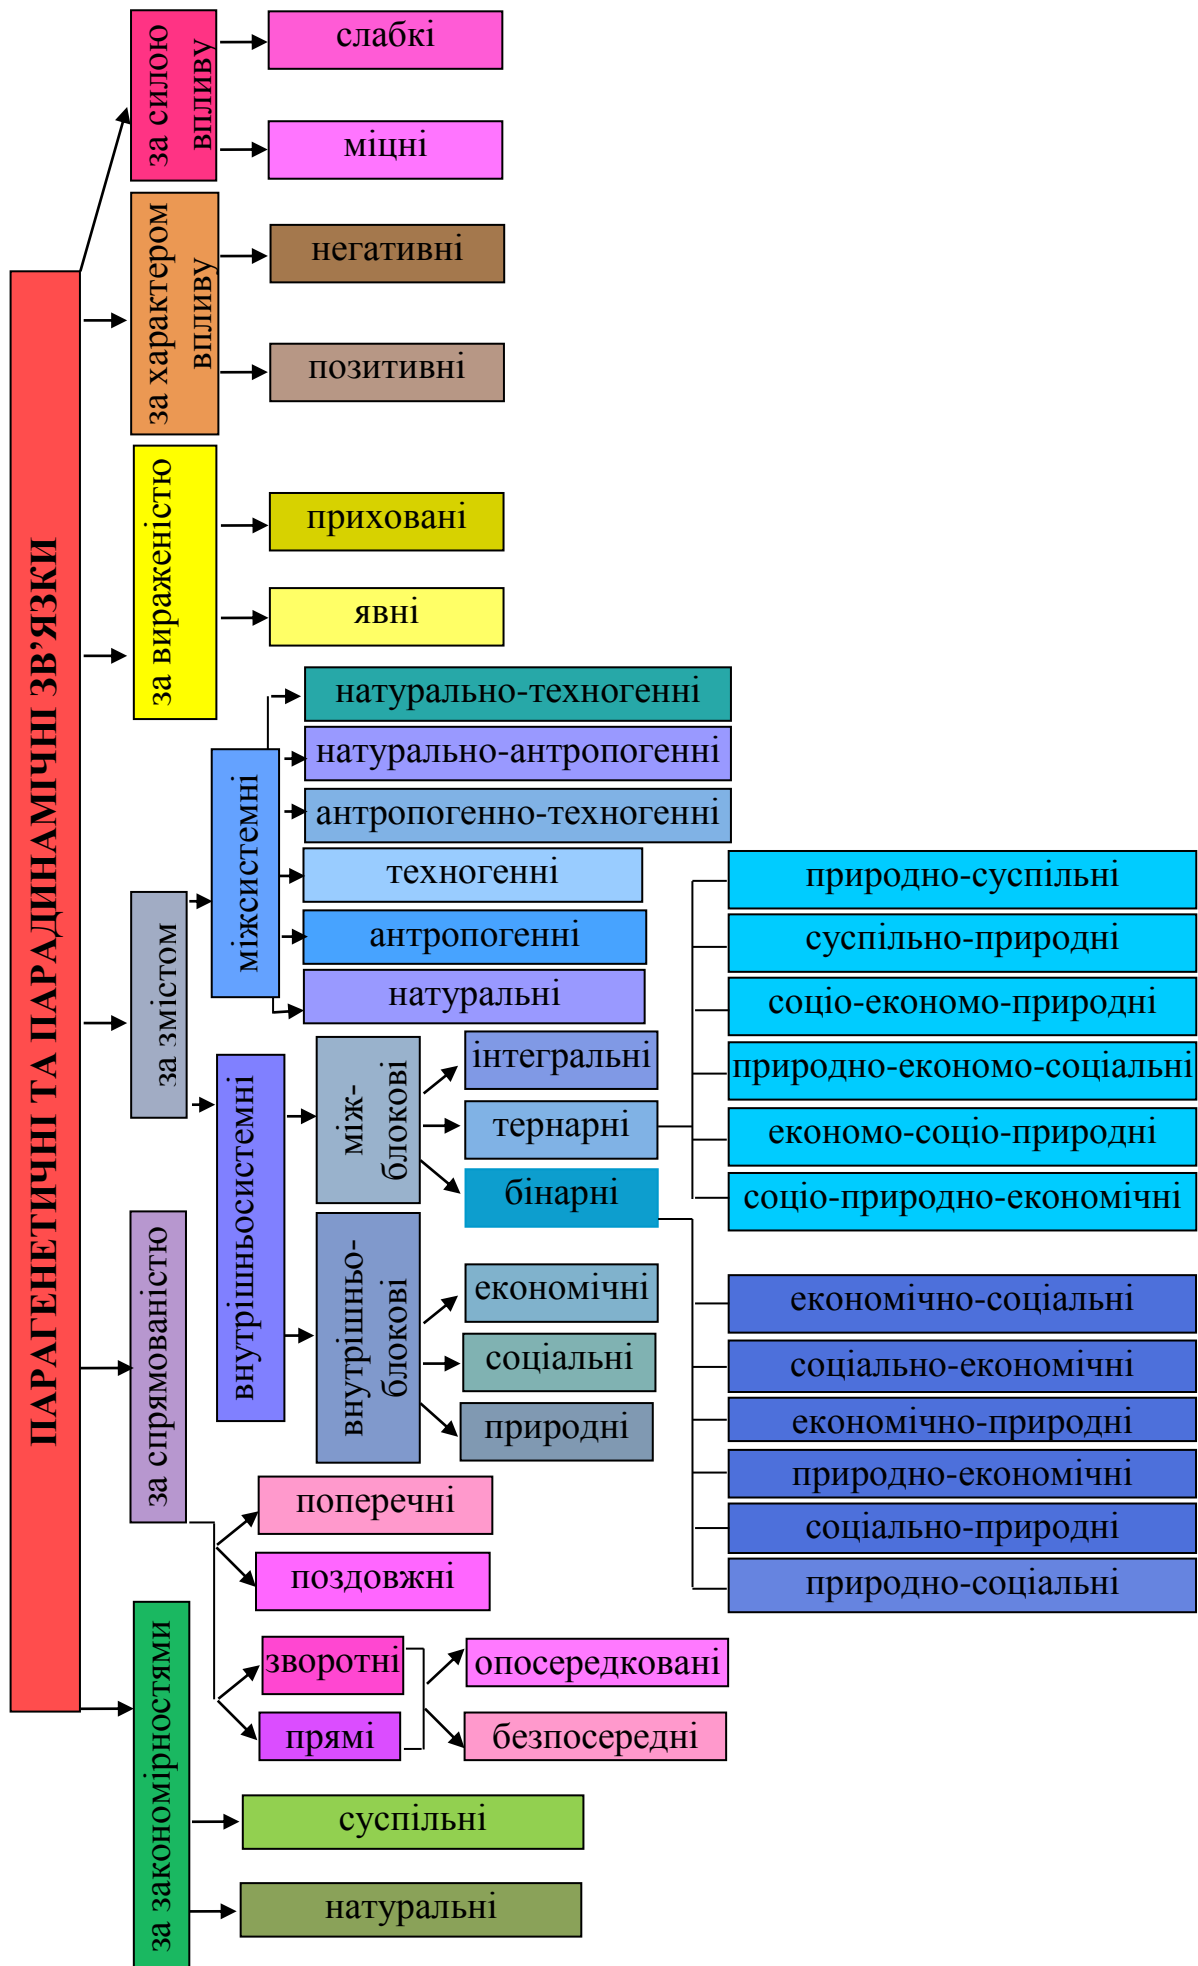 ПАРАГЕНЕТИЧНІ ТА ПАРАДИНАМІЧНІ ЗВ’ЯЗКИ
за силою
впливу
слабкі
міцні
за характером
впливу
негативні
позитивні
за вираженістю
приховані
явні
за змістом
міжсистемні
натурально-техногенні
натурально-антропогенні
антропогенно-техногенні
техногенні
антропогенні
натуральні
внутрішньосистемні
між-
блокові
інтегральні
тернарні
бінарні
природно-суспільні
суспільно-природні
соціо-економо-природні
природно-економо-соціальні
економо-соціо-природні
соціо-природно-економічні
економічно-соціальні
соціально-економічні
економічно-природні
природно-економічні
соціально-природні
природно-соціальні
внутрішньо-
блокові
економічні
соціальні
природні
за спрямованістю
поперечні
поздовжні
зворотні
прямі
опосередковані
безпосередні
за закономірностями
суспільні
натуральні